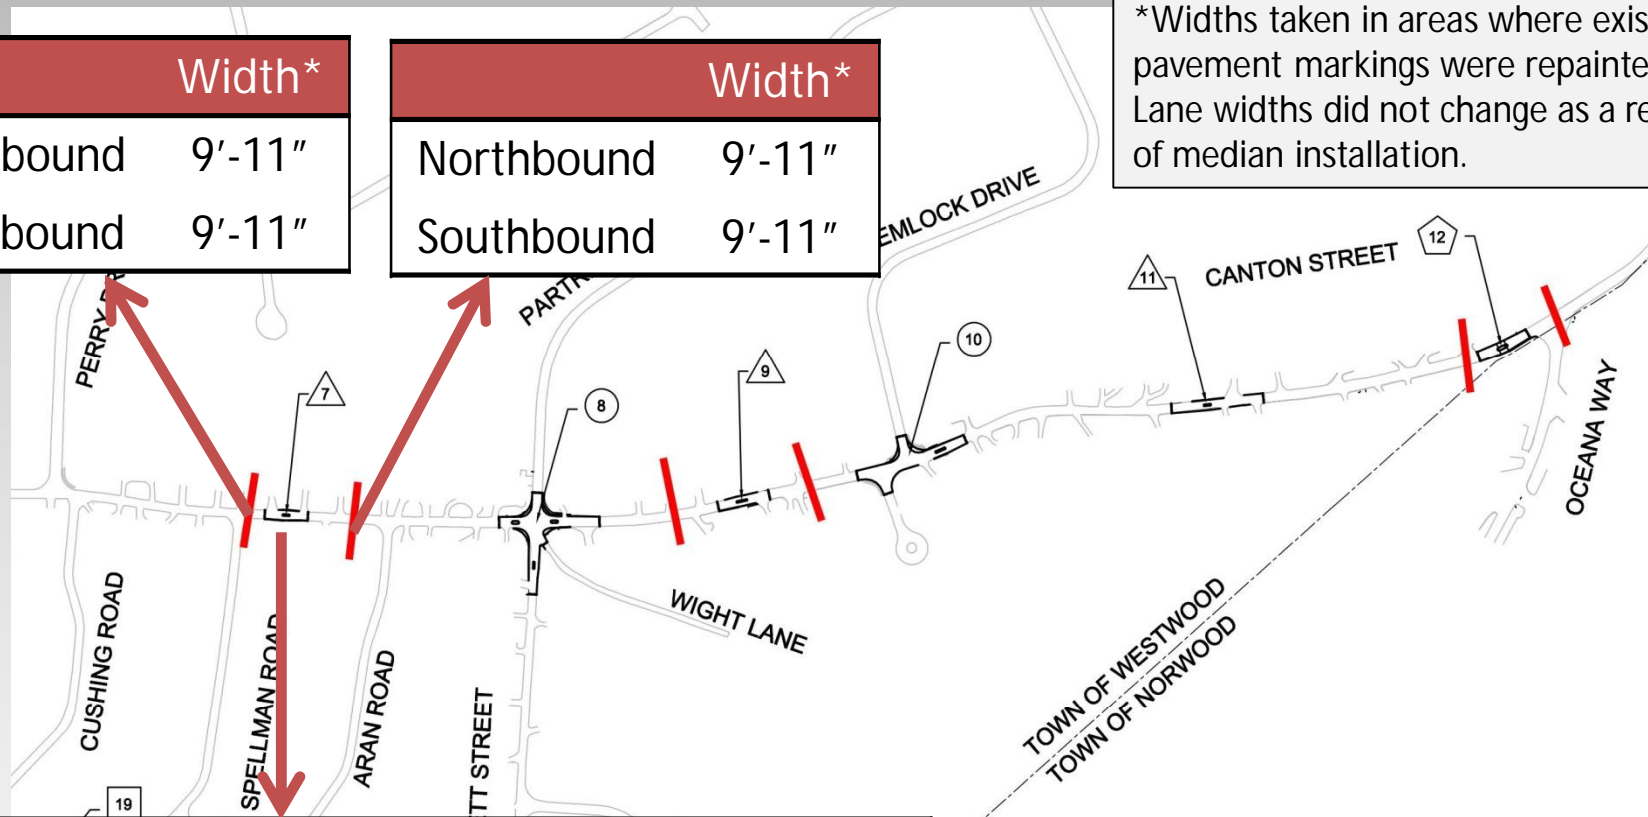 Width*
bound 9′-11″
bound 9′-11″
Width*
Northbound 9′-11″
Southbound 9′-11″
*Widths taken in areas where exis
pavement markings were repainte
Lane widths did not change as a re
of median installation.
PERRY DR
PARTR
EMLOCK DRIVE
CANTON STREET
12
11
10
9
8
7
OCEANA WAY
WIGHT LANE
CUSHING ROAD
SPELLMAN ROAD
ARAN ROAD
ETT STREET
TOWN OF WESTWOOD
TOWN OF NORWOOD
19